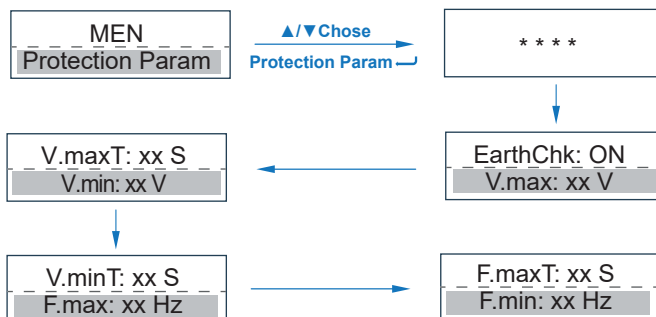 MEN
Protection Param
▲/▼Chose
Protection Param
* * * *
EarthChk: ON
V.max: xx V
V.maxT: xx S
V.min: xx V
V.minT: xx S
F.max: xx Hz
F.maxT: xx S
F.min: xx Hz